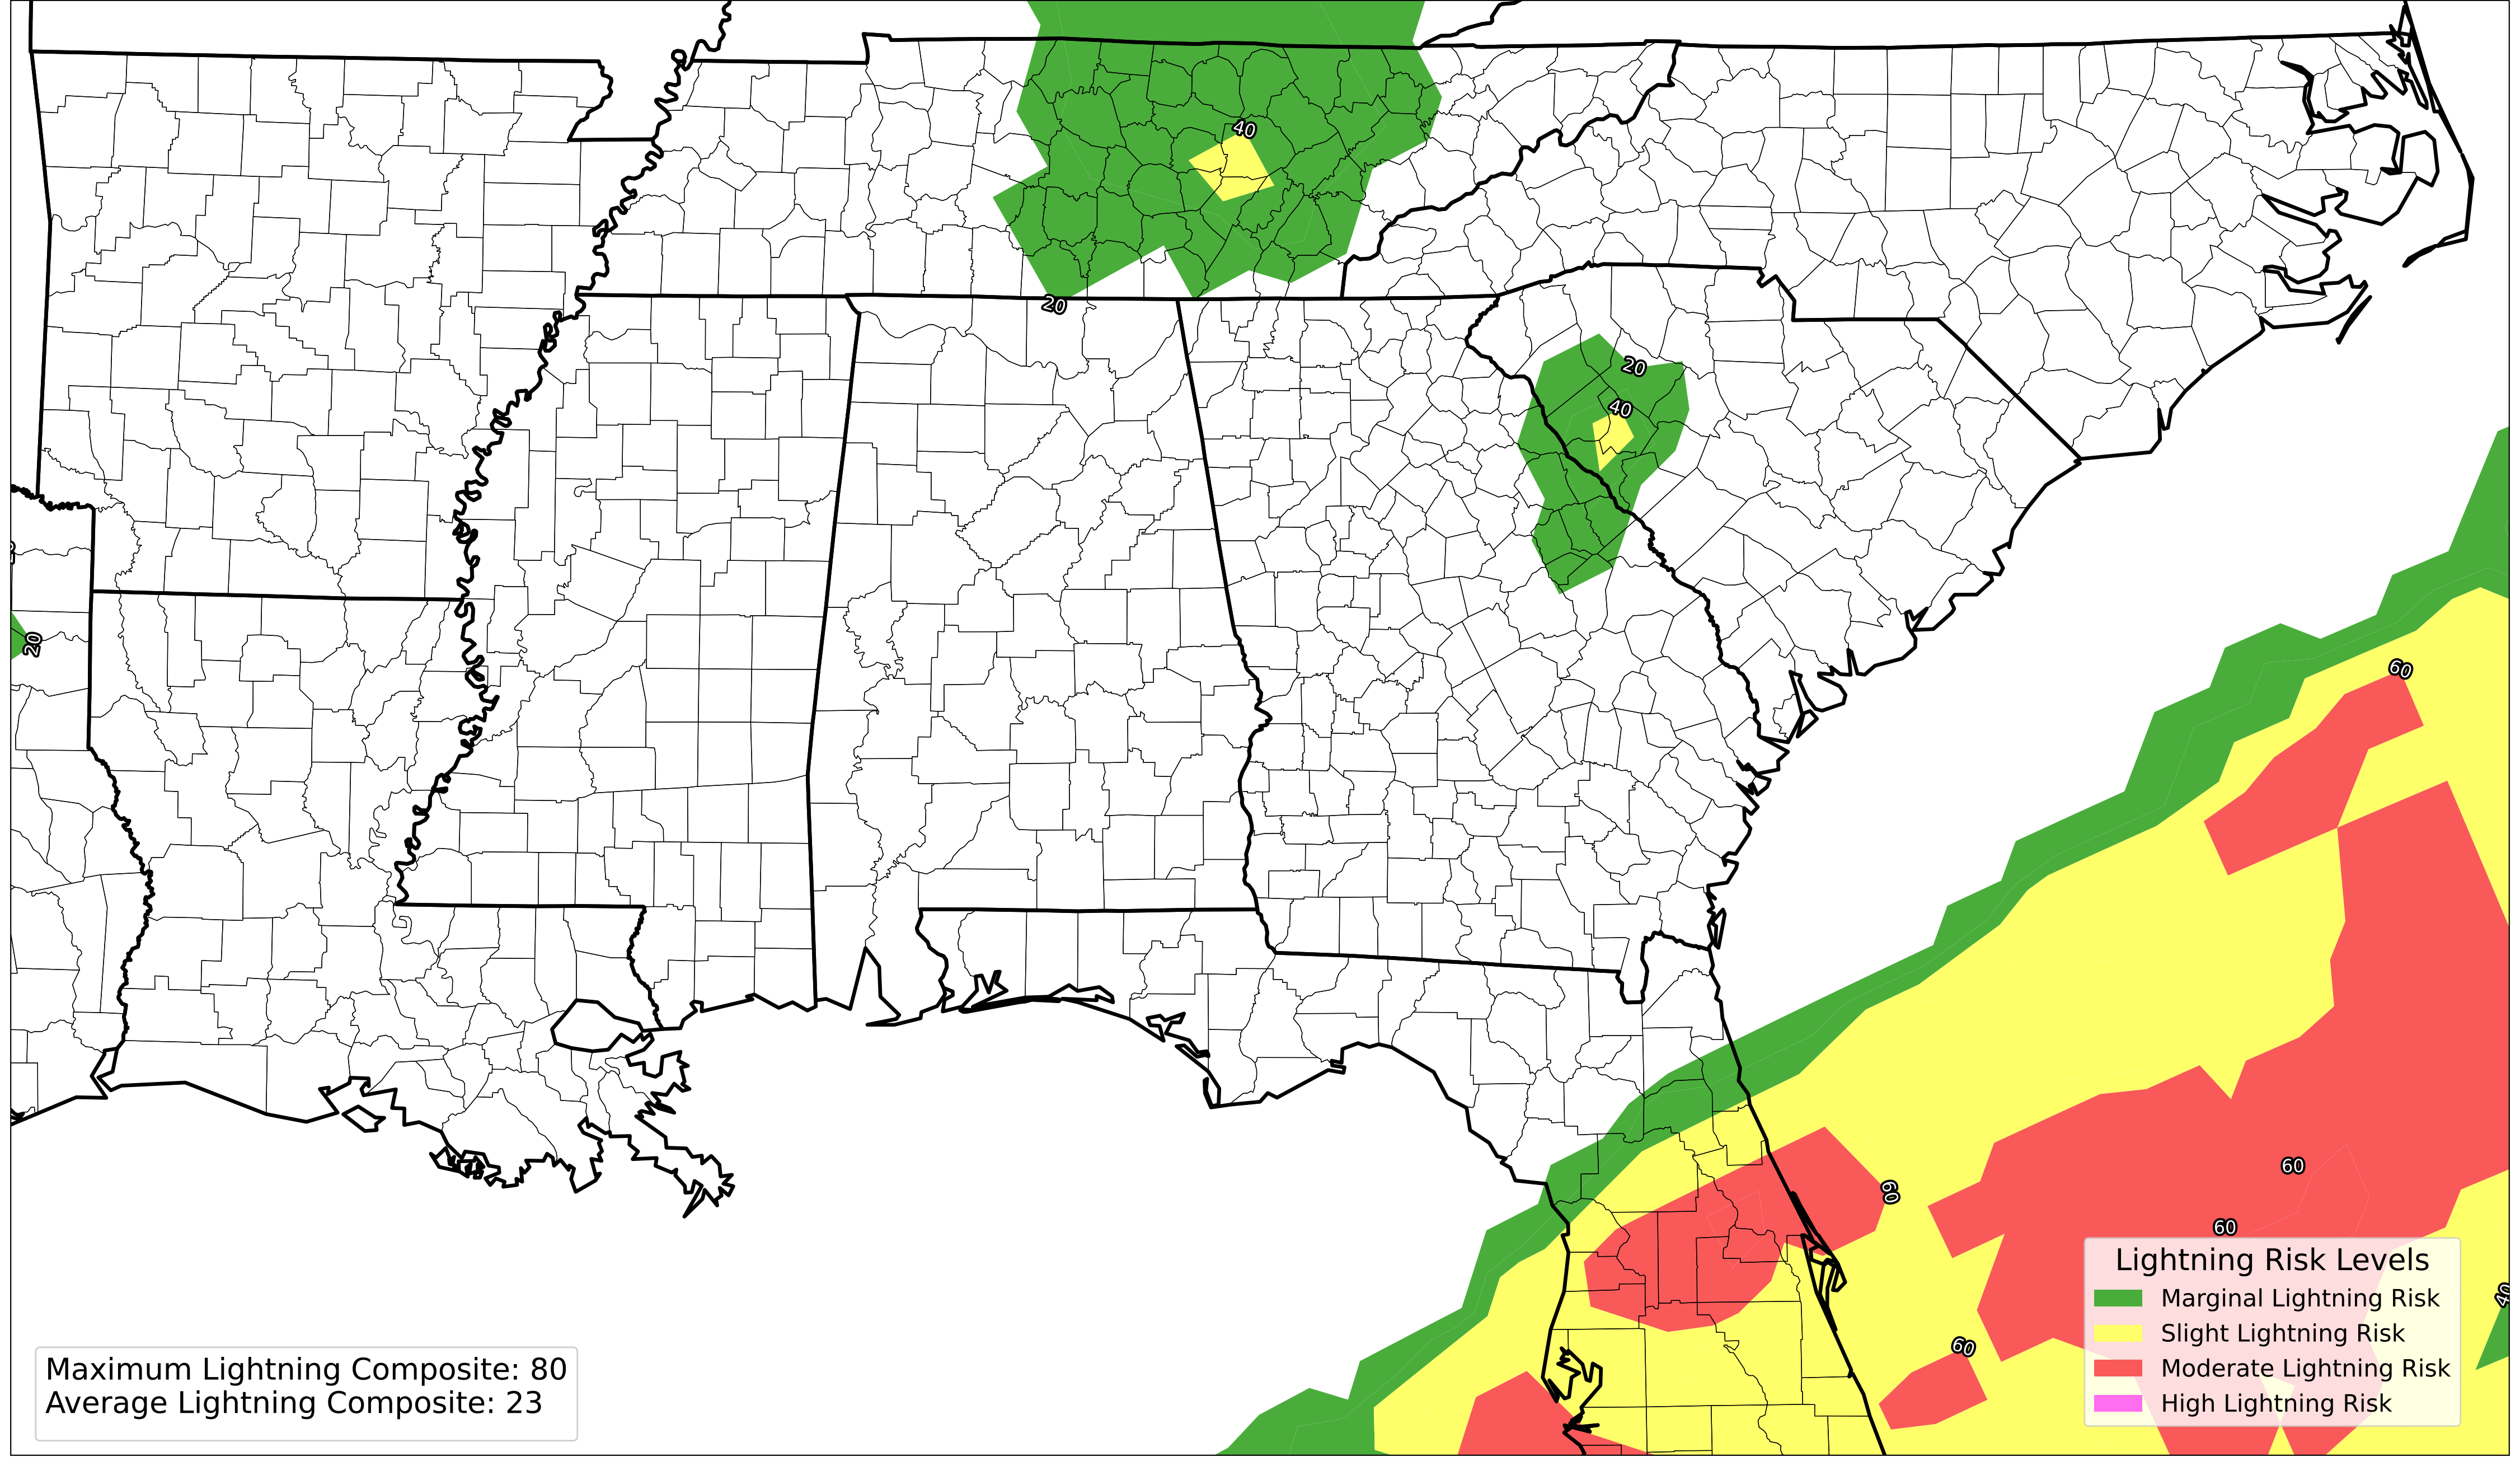 40
20
20
40
20
60
60
60
60
40
60
Lightning Risk Levels
Marginal Lightning Risk
Slight Lightning Risk
Moderate Lightning Risk
High Lightning Risk
Maximum Lightning Composite: 80
Average Lightning Composite: 23